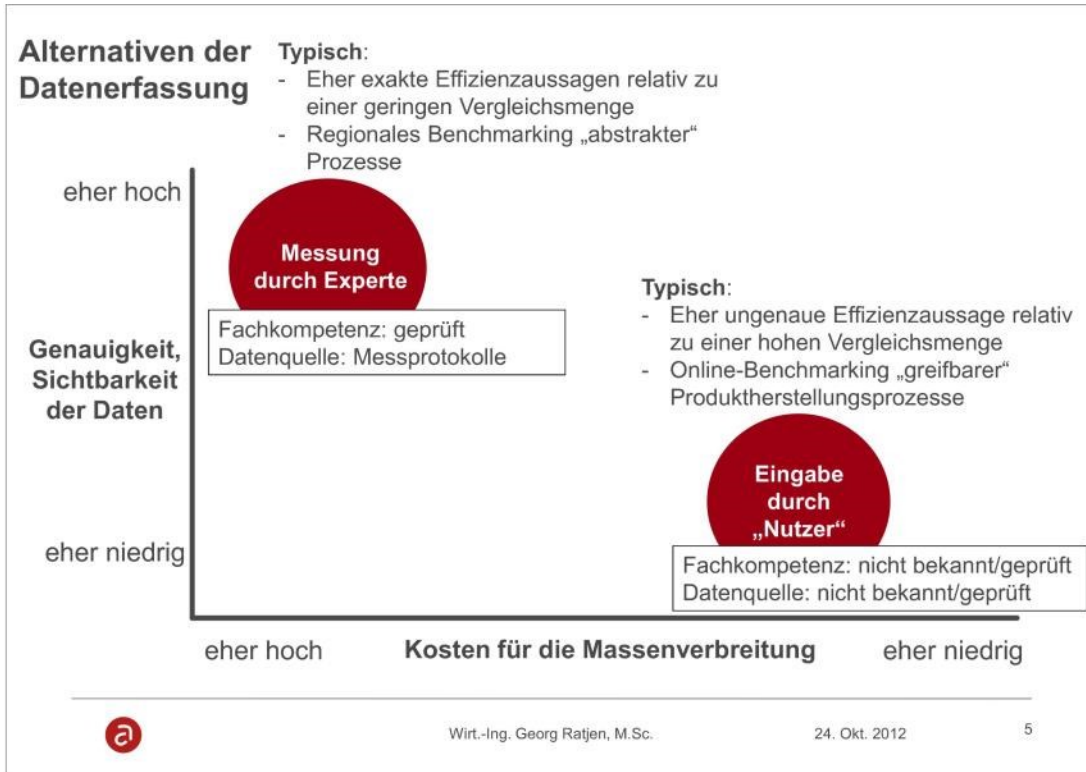 Alternativen der
Datenerfassung
Typisch:
- Eher exakte Effizienzaussagen relativ zu
einer geringen Vergleichsmenge
- Regionales Benchmarking „abstrakter“
Prozesse
eher hoch
Messung
durch Experte
Fachkompetenz: geprüft
Datenquelle: Messprotokolle
Genauigkeit,
Sichtbarkeit
der Daten
Typisch:
- Eher ungenaue Effizienzaussage relativ
zu einer hohen Vergleichsmenge
- Online-Benchmarking „greifbarer“
Produktherstellungsprozesse
Eingabe
durch
„Nutzer“
Fachkompetenz: nicht bekannt/geprüft
Datenquelle: nicht bekannt/geprüft
eher niedrig
eher hoch Kosten für die Massenverbreitung eher niedrig
a Wirt.-Ing. Georg Ratjen, M.Sc. 24. Okt. 2012 5